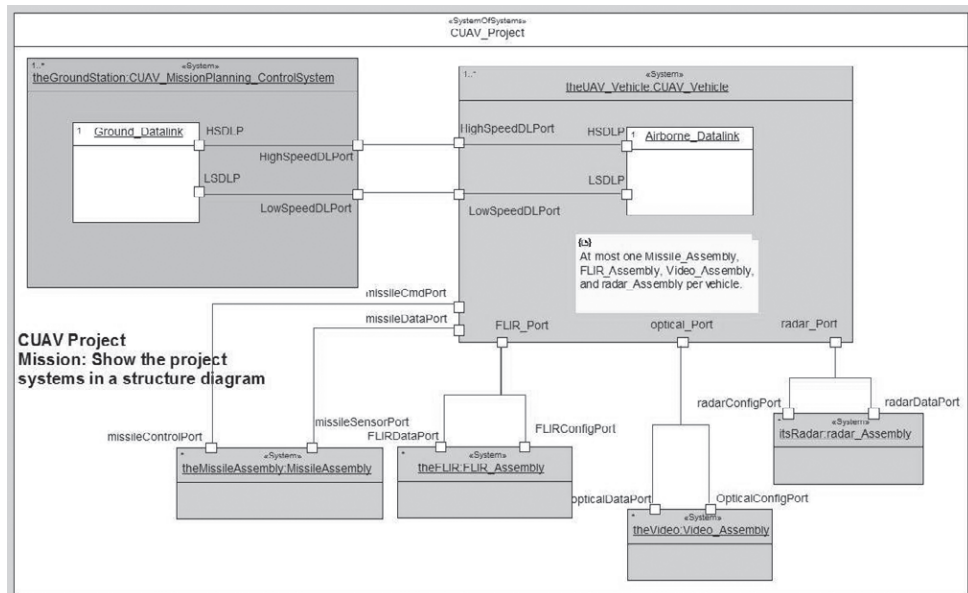 «SystemOfSystems»
CUAV_Project
1..*
«System»
theGroundStation:CUAV_MissionPlanning_ControlSystem
1
Ground_Datalink
HSDLP
HighSpeedDLPort
LSDLP
LowSpeedDLPort
1..*
«System»
theUAV_Vehicle:CUAV_Vehicle
HighSpeedDLPort
HSDLP
1
Airborne_Datalink
LSDLP
LowSpeedDLPort
At most one Missile_Assembly,
FLIR_Assembly, Video_Assembly,
and radar_Assembly per vehicle.
missileCmdPort
missileDataPort
FLIR_Port
optical_Port
radar_Port
CUAV Project
Mission: Show the project
systems in a structure diagram
missileControlPort
missileSensorPort
*
«System»
theMissileAssembly:MissileAssembly
FLIRDataPort
FLIRConfigPort
*
«System»
theFLIR:FLIR_Assembly
opticalDataPort
OpticalConfigPort
*
«System»
theVideo:Video_Assembly
radarConfigPort
radarDataPort
*
«System»
itsRadar:radar_Assembly